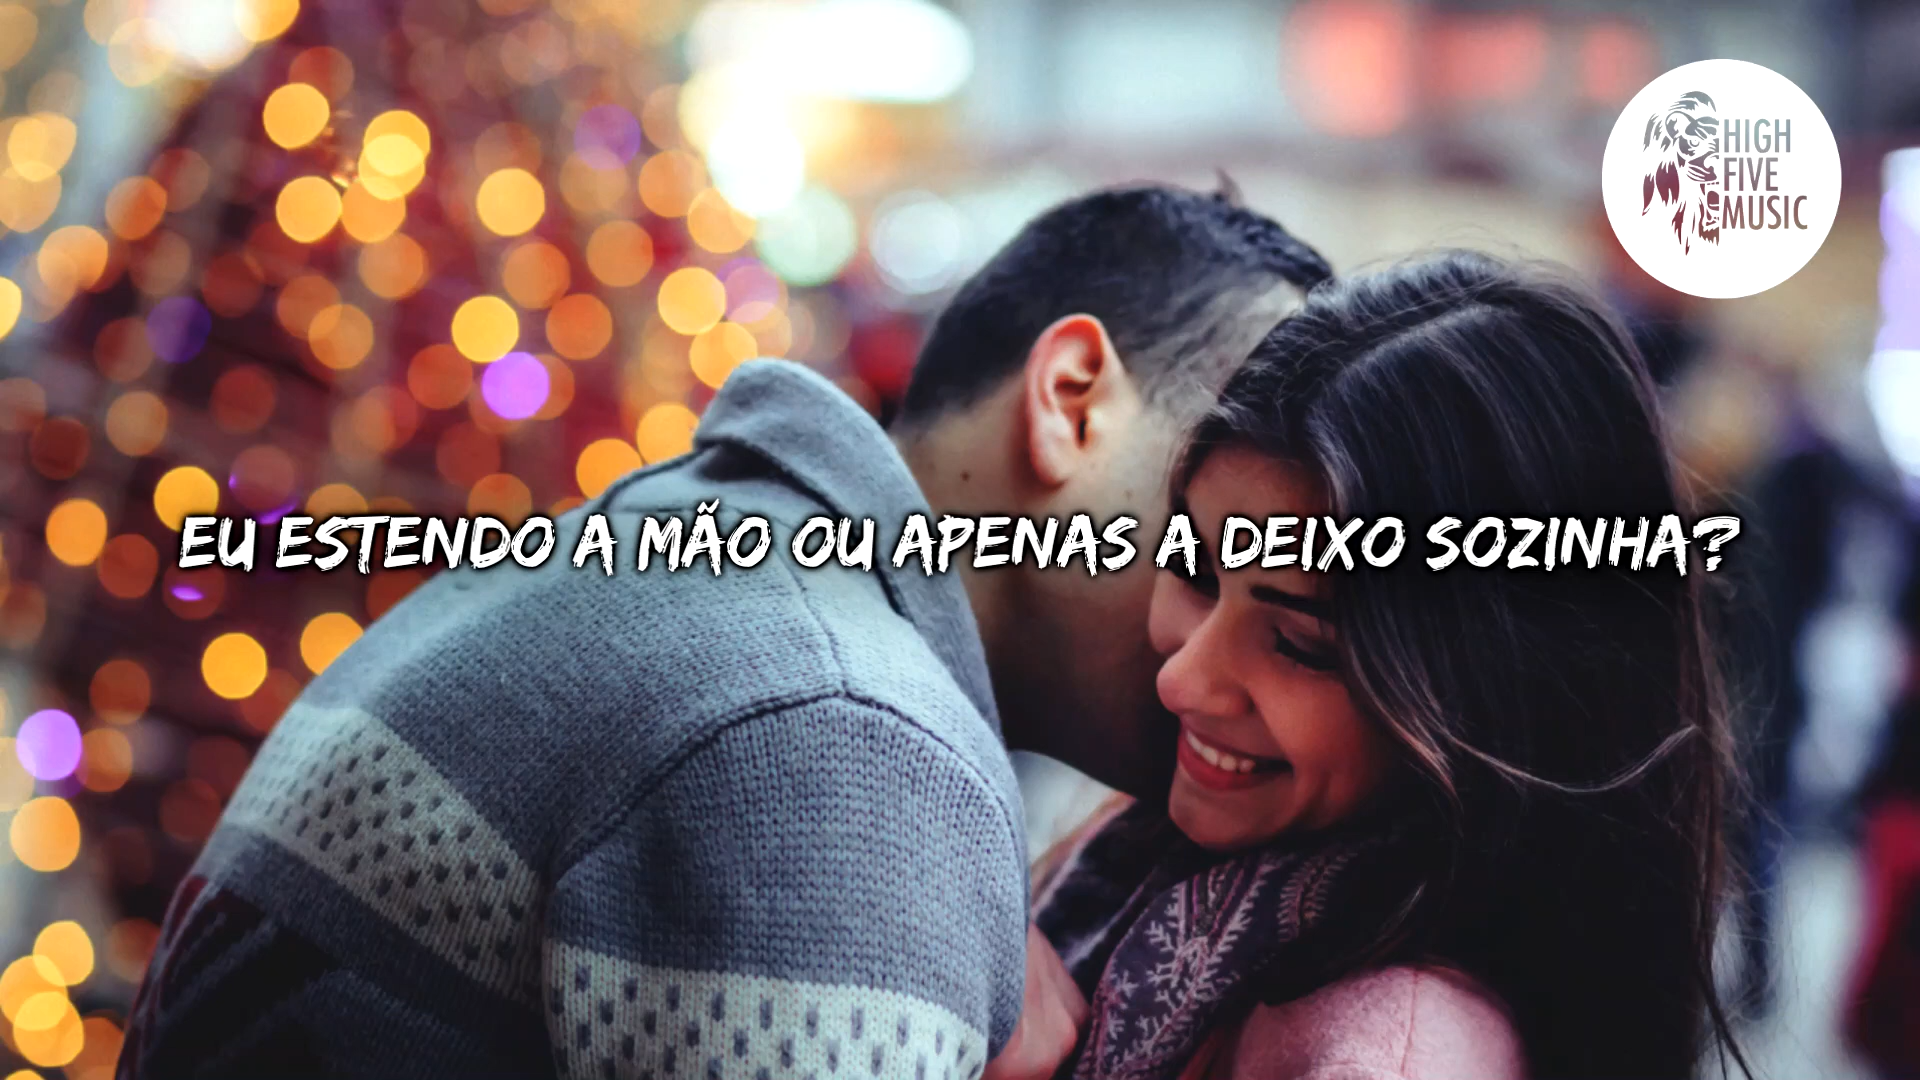 HIGH
FIVE
MUSIC
EU ESTENDO A MÃO OU APENAS A DEIXO SOZINHA?